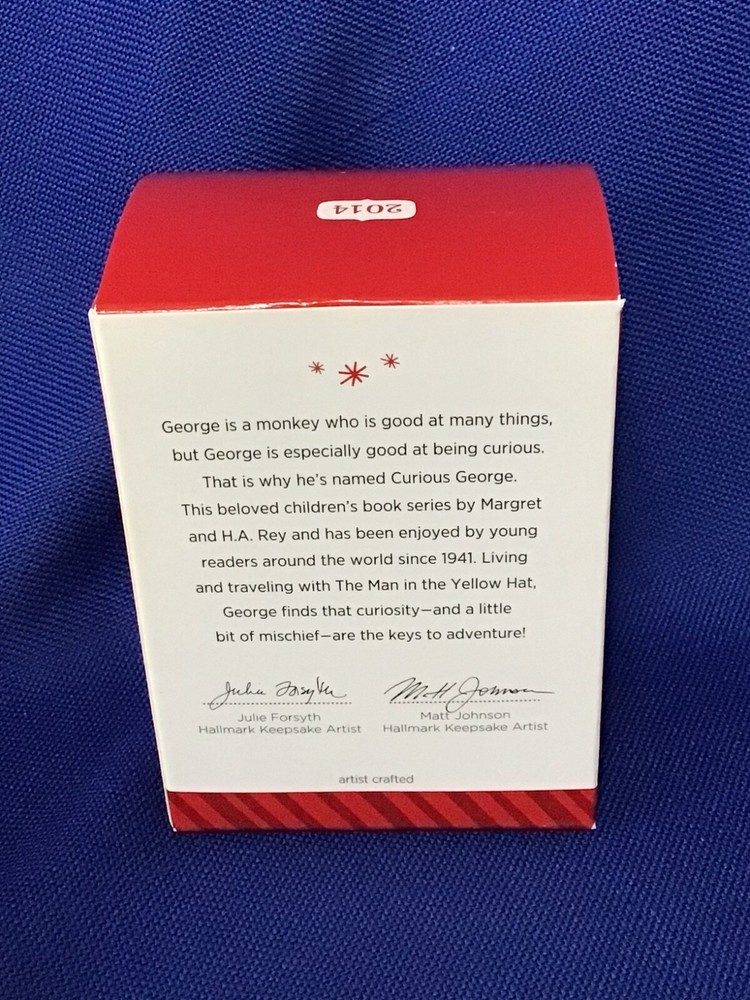 2014
George is a monkey who is good at many things,
but George is especially good at being curious.
That is why he's named Curious George.
This beloved children's book series by Margret
and H.A. Rey and has been enjoyed by young
readers around the world since 1941. Living
and traveling with The Man in the Yellow Hat,
George finds that curiosity—and a little
bit of mischief—are the keys to adventure!
Julie Forsyth Matt Johnson
Julie Forsyth Matt Johnson
Hallmark Keepsake Artist Hallmark Keepsake Artist
artist crafted